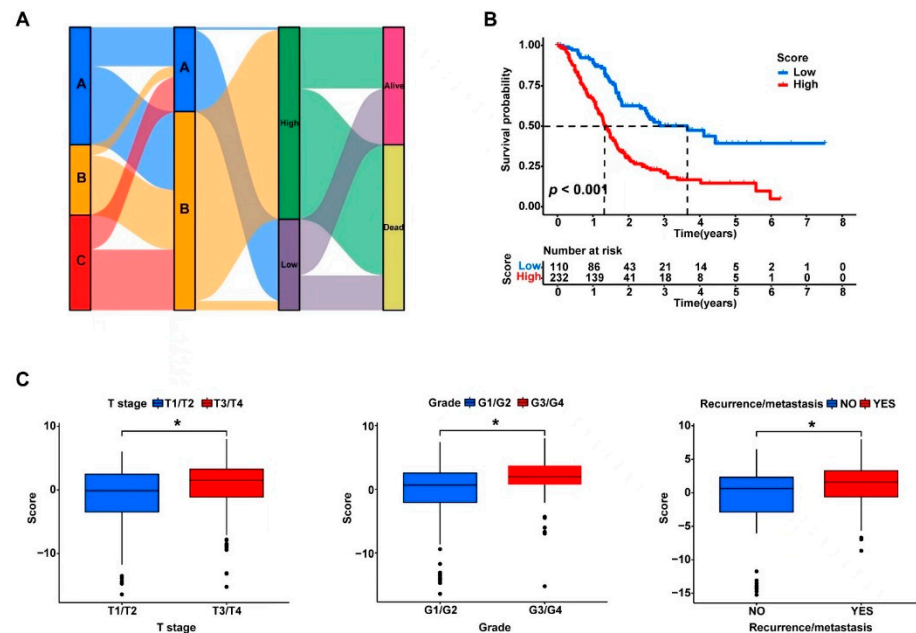 A
A
B
C
A
B
High
Low
Alive
Dead
B
Score
Low
High
Survival probability
1.00
0.75
0.50
0.25
0.00
p < 0.001
0 1 2 3 4 5 6 7 8
Time(years)
Number at risk
Score
Low 110 86 43 21 14 5 2 1 0
High 232 139 41 18 8 5 1 0 0
0 1 2 3 4 5 6 7 8
Time(years)
C
T stage T1/T2 T3/T4
*
Score
0
−10
T1/T2 T3/T4
T stage
Grade G1/G2 G3/G4
*
Score
0
−10
G1/G2 G3/G4
Grade
Recurrence/metastasis NO YES
*
Score
10
5
0
−5
−10
−15
NO YES
Recurrence/metastasis